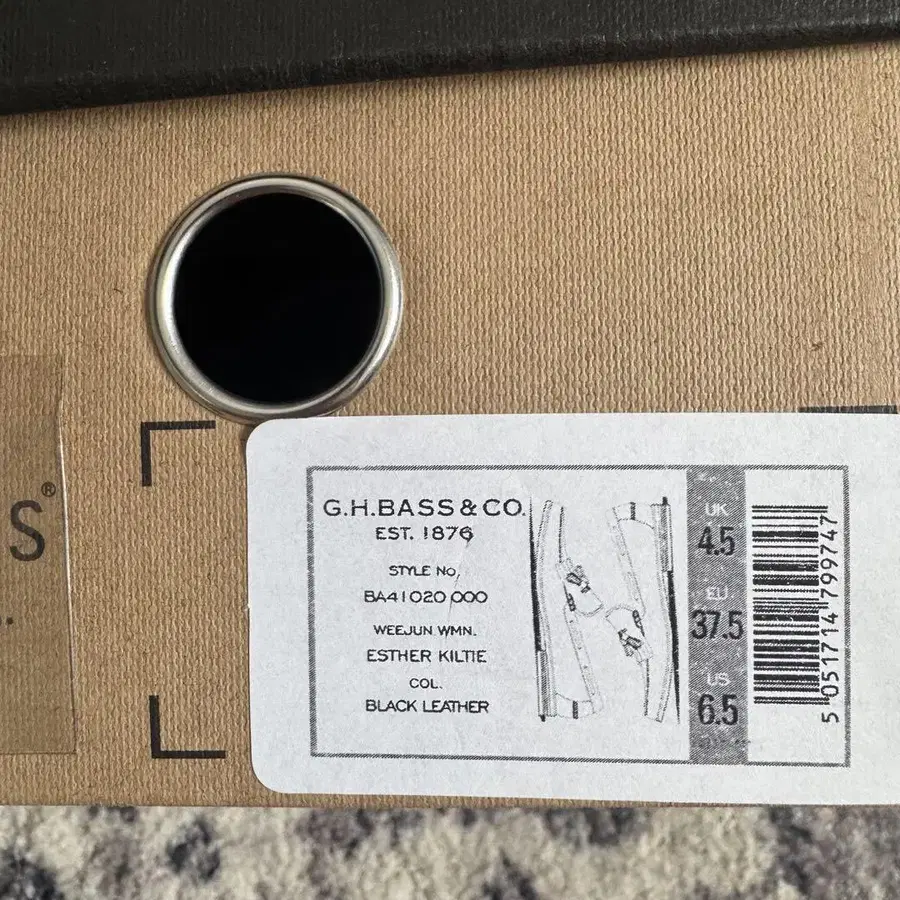 S®
G.H.BASS & CO.
EST. 1876
STYLE No.
BA41020 000
WEEJUN WMN.
ESTHER KILTIE
COL.
BLACK LEATHER
UK
4.5
EU
37.5
US
6.5
5 051714 799747